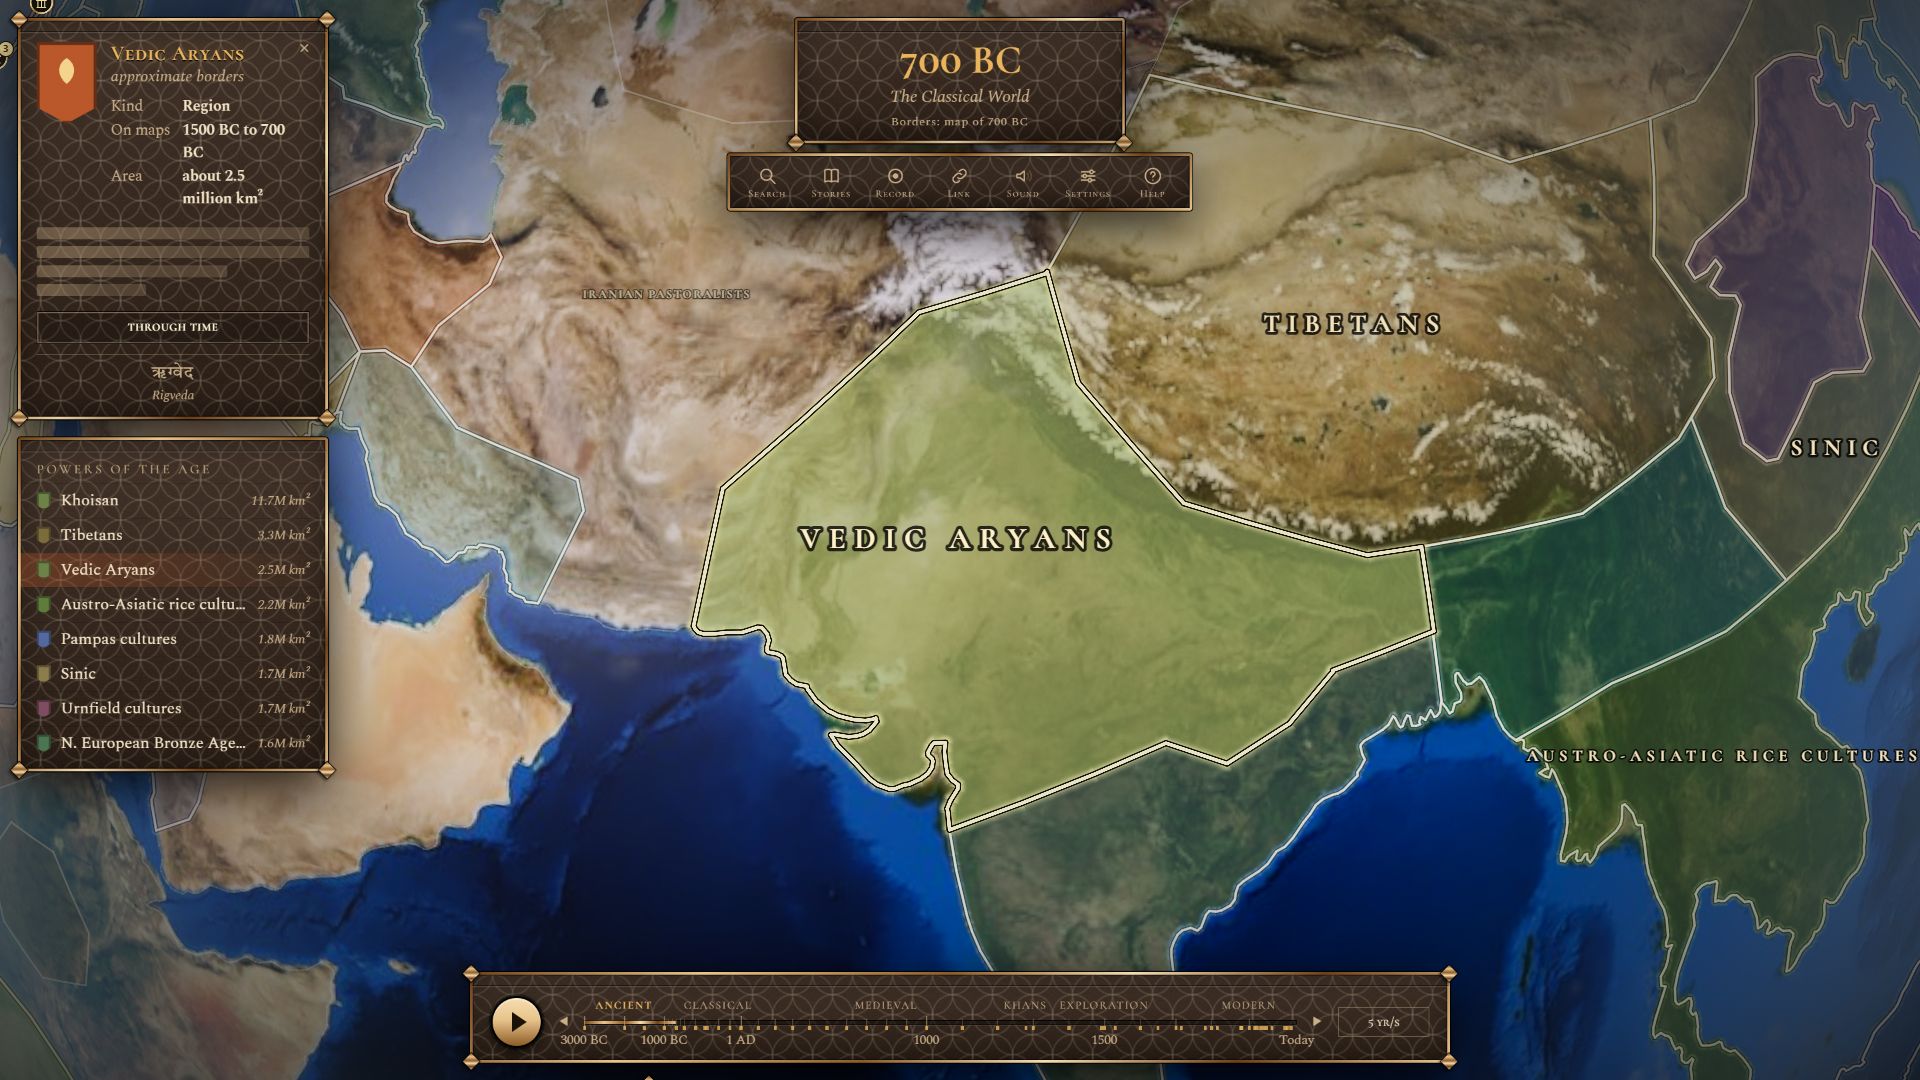 Vedic Aryans
approximate borders
Kind Region
On maps 1500 BC to 700 BC
Area about 2.5 million km²
THROUGH TIME
ऋग्वेद
Rigveda
POWERS OF THE AGE
Khoisan 11.7M km²
Tibetans 3.3M km²
Vedic Aryans 2.5M km²
Austro-Asiatic rice cultu... 2.2M km²
Pampas cultures 1.8M km²
Sinic 1.7M km²
Urnfield cultures 1.7M km²
N. European Bronze Age... 1.6M km²
3
700 BC
The Classical World
Borders: map of 700 BC
Search Stories Record Link Sound Settings Help
IRANIAN PASTORALISTS
TIBETANS
SINIC
VEDIC ARYANS
AUSTRO-ASIATIC RICE CULTURES
ANCIENT CLASSICAL MEDIEVAL KHANS EXPLORATION MODERN
3000 BC 1000 BC 1 AD 1000 1500 Today
5 YR/S